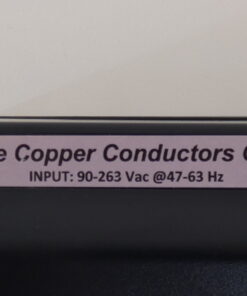 Copper Conductors
INPUT: 90-263 Vac @47-63 Hz